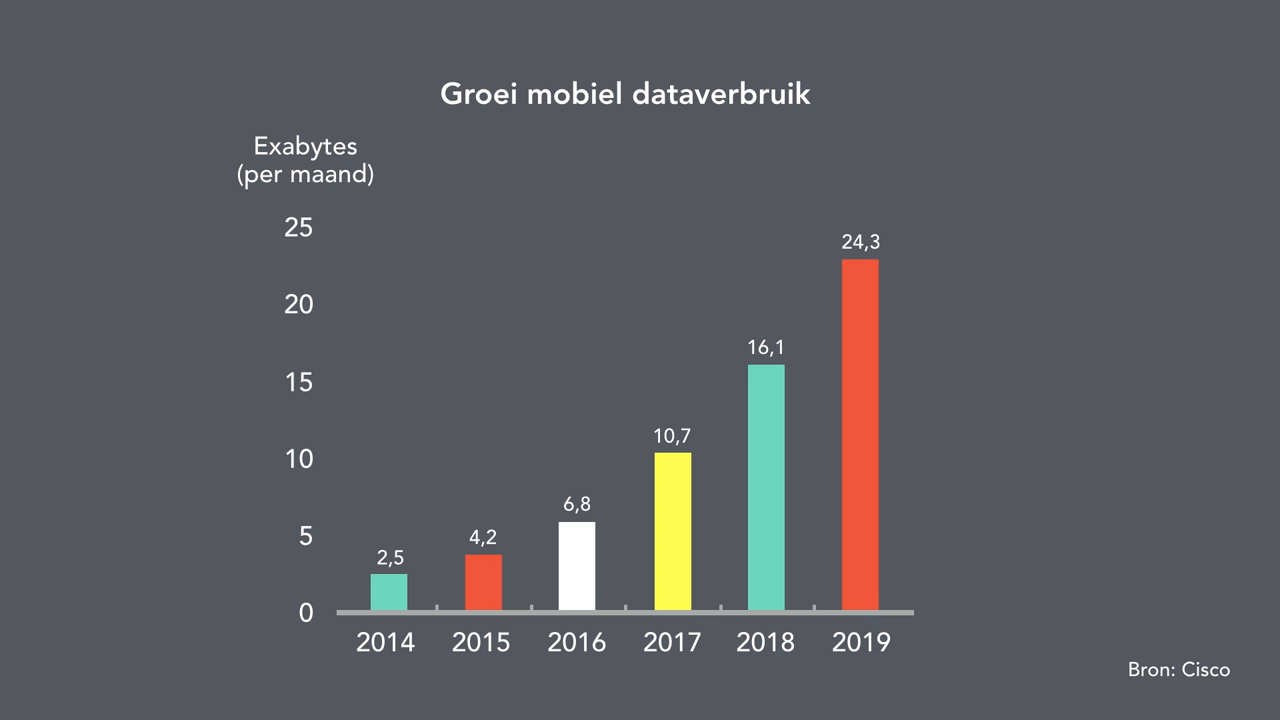 Groei mobiel dataverbruik
Exabytes
(per maand)
25
24,3
20
16,1
15
10,7
10
6,8
5
4,2
2,5
0
2014 2015 2016 2017 2018 2019
Bron: Cisco